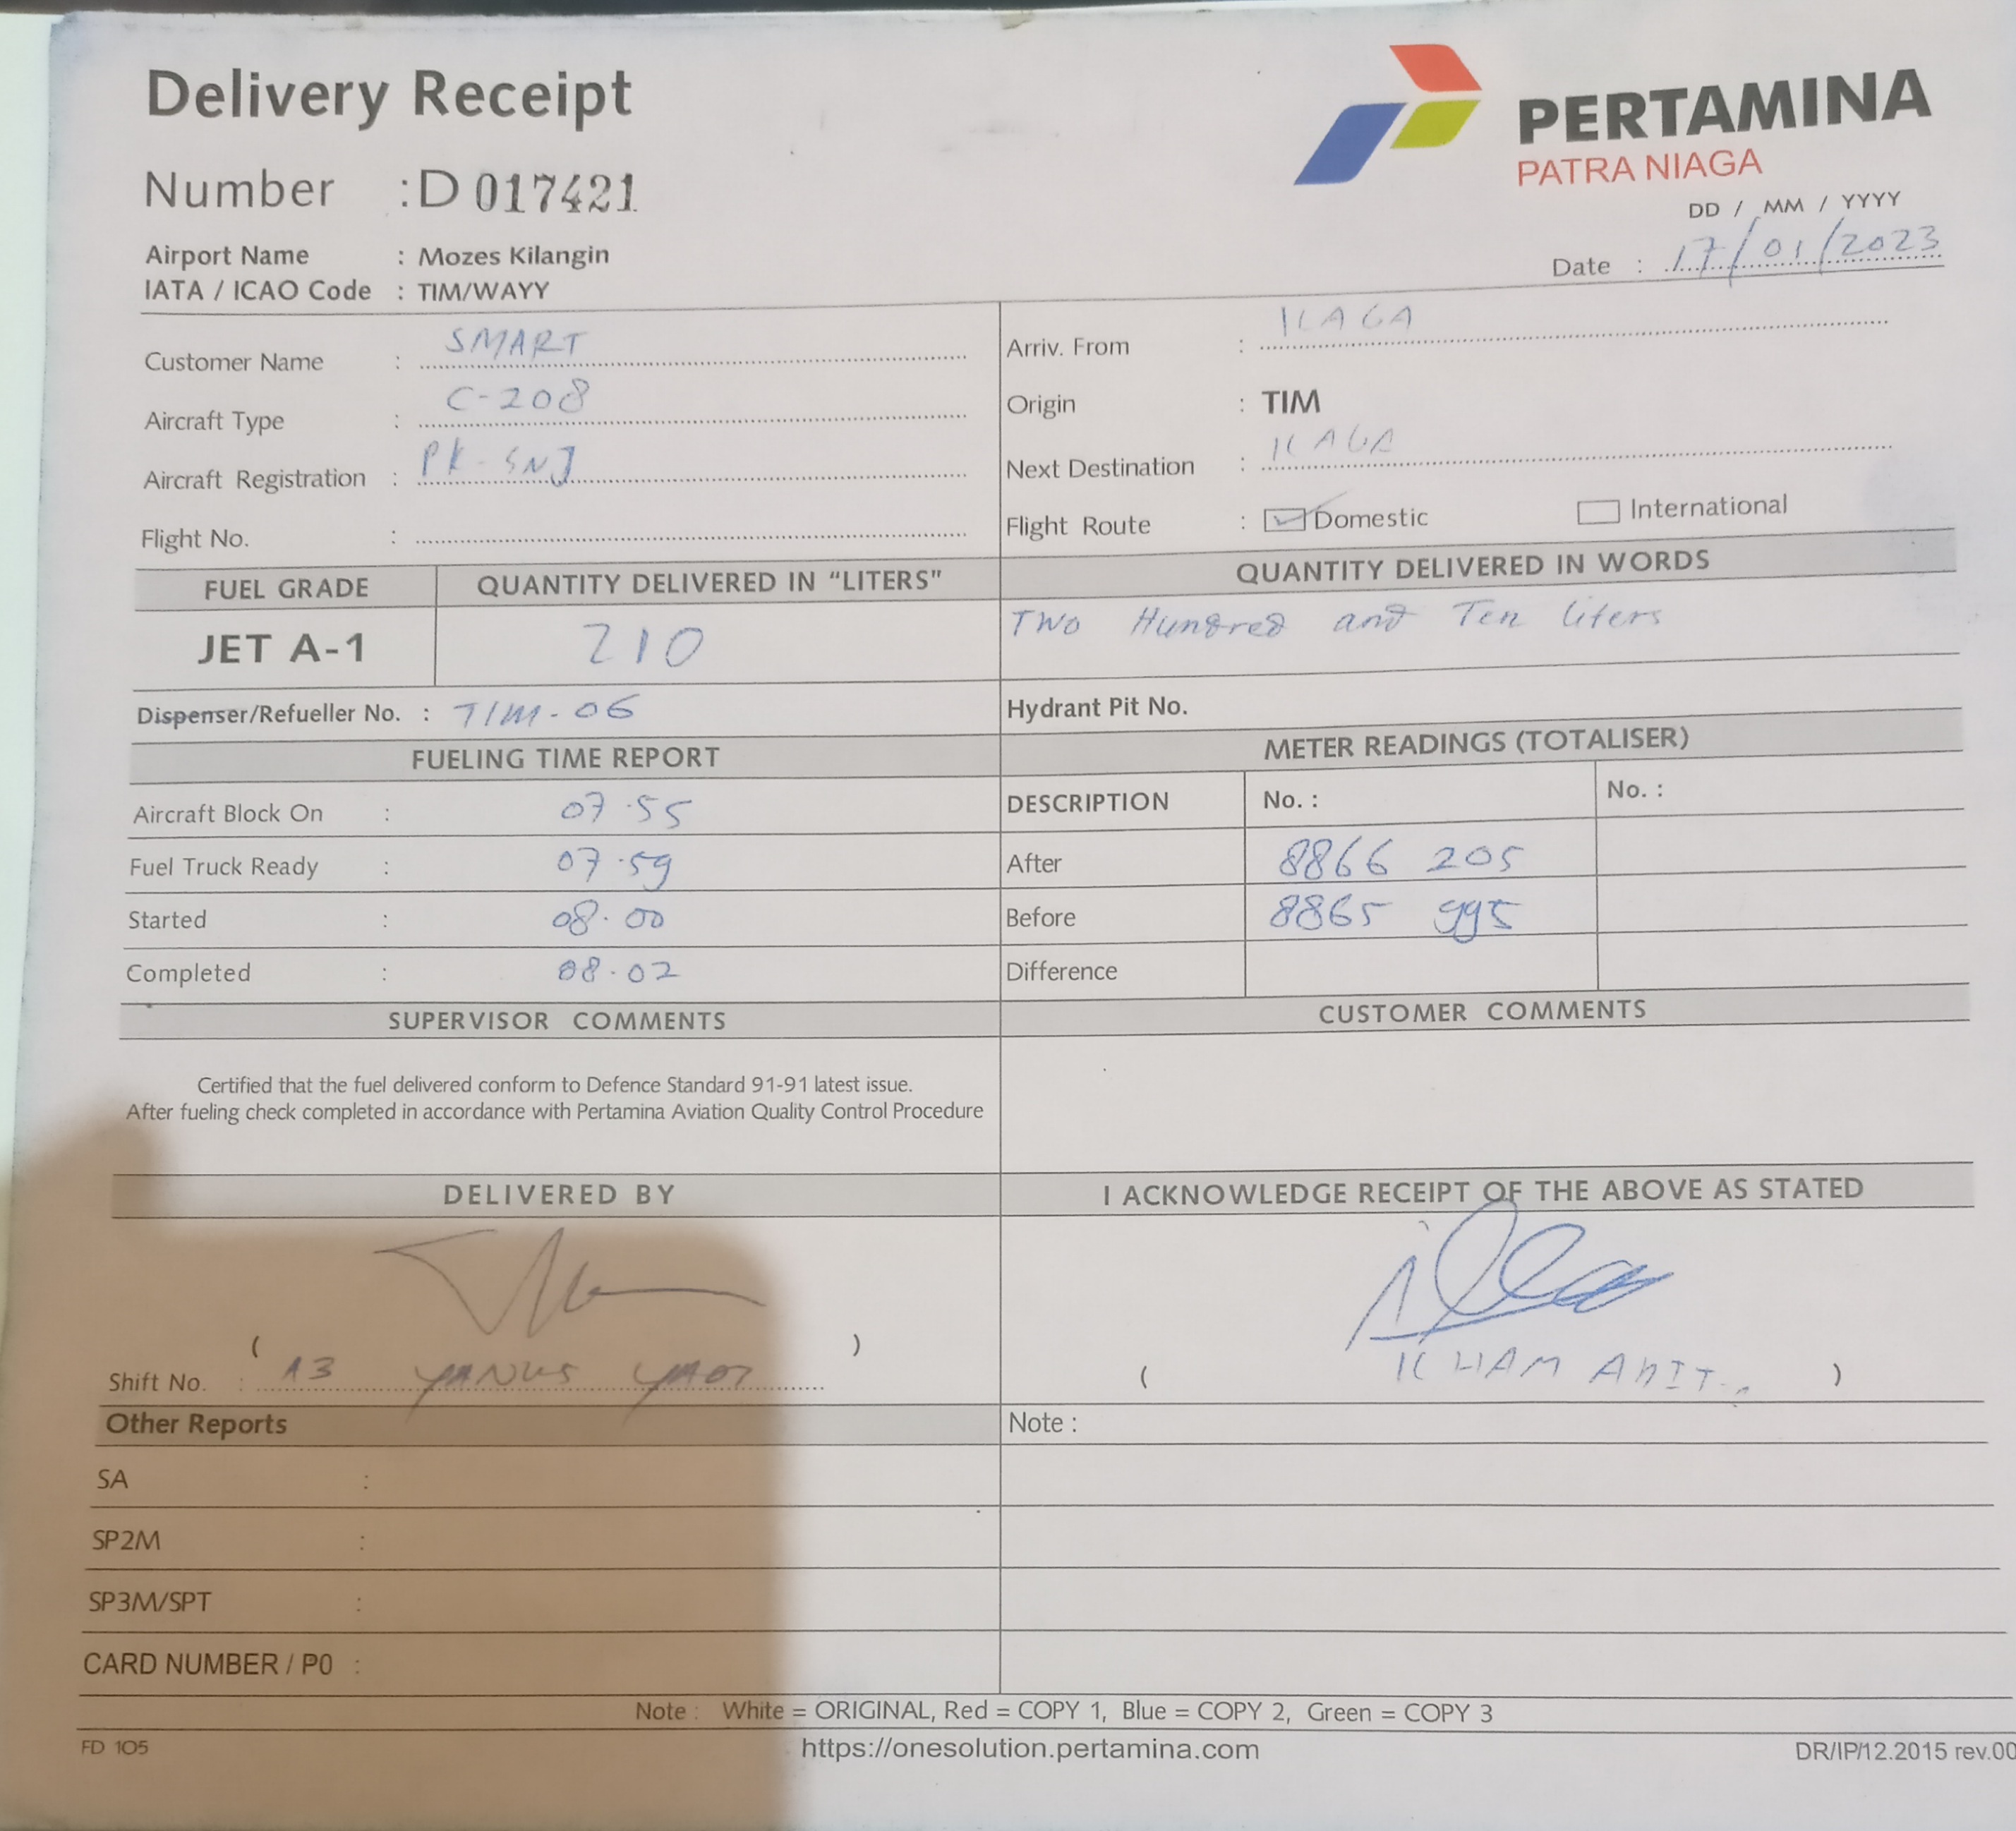 Delivery Receipt
PERTAMINA
PATRA NIAGA
Number : D 017421
DD / MM / YYYY
Date : 17/01/2023
Airport Name : Mozes Kilangin
IATA / ICAO Code : TIM/WAYY
Customer Name : SMART
Aircraft Type : C-208
Aircraft Registration : PK-SNJ
Flight No. :
Arriv. From : ILAGA
Origin : TIM
Next Destination : ILAGA
Flight Route : Domestic International
FUEL GRADE QUANTITY DELIVERED IN “LITERS” QUANTITY DELIVERED IN WORDS
JET A-1 210 Two Hundred and Ten liters
Dispenser/Refueller No. : TIM-06 Hydrant Pit No.
FUELING TIME REPORT
Aircraft Block On : 07.55
Fuel Truck Ready : 07.59
Started : 08.00
Completed : 08.02
METER READINGS (TOTALISER)
DESCRIPTION No. : No. :
After 8866 205
Before 8865 995
Difference
SUPERVISOR COMMENTS CUSTOMER COMMENTS
Certified that the fuel delivered conform to Defence Standard 91-91 latest issue.
After fueling check completed in accordance with Pertamina Aviation Quality Control Procedure
DELIVERED BY I ACKNOWLEDGE RECEIPT OF THE ABOVE AS STATED
( )
Shift No. : A3 YANUS
( ILHAM )
Other Reports Note :
SA :
SP2M :
SP3M/SPT :
CARD NUMBER / P0 :
Note : White = ORIGINAL, Red = COPY 1, Blue = COPY 2, Green = COPY 3
FD 105 https://onesolution.pertamina.com DR/IP/12.2015 rev.00